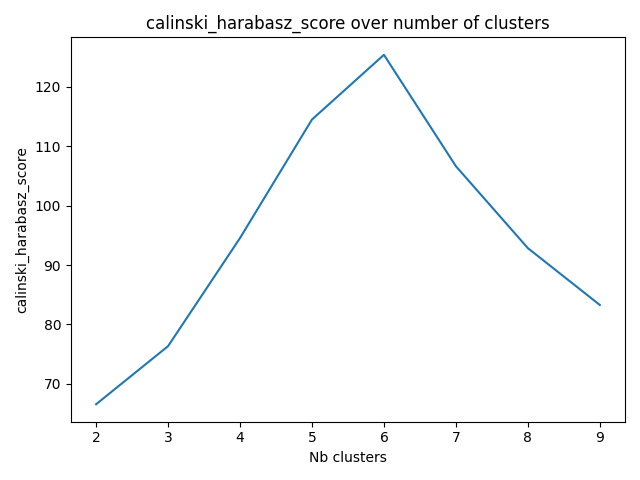 calinski_harabasz_score over number of clusters
120
110
100
90
80
70
calinski_harabasz_score
2 3 4 5 6 7 8 9
Nb clusters